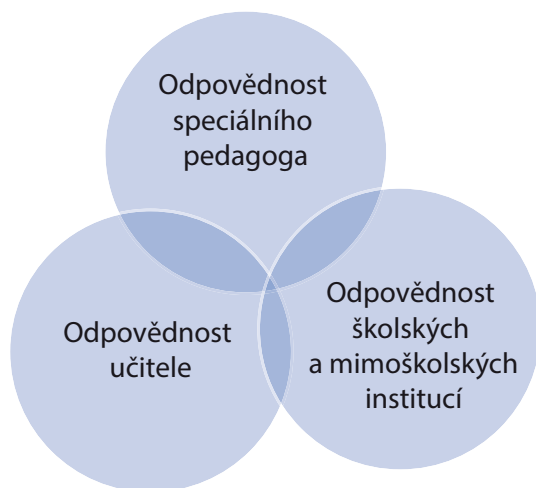 Odpovědnost
speciálního
pedagoga
Odpovědnost
učitele
Odpovědnost
školských
a mimoškolských
institucí